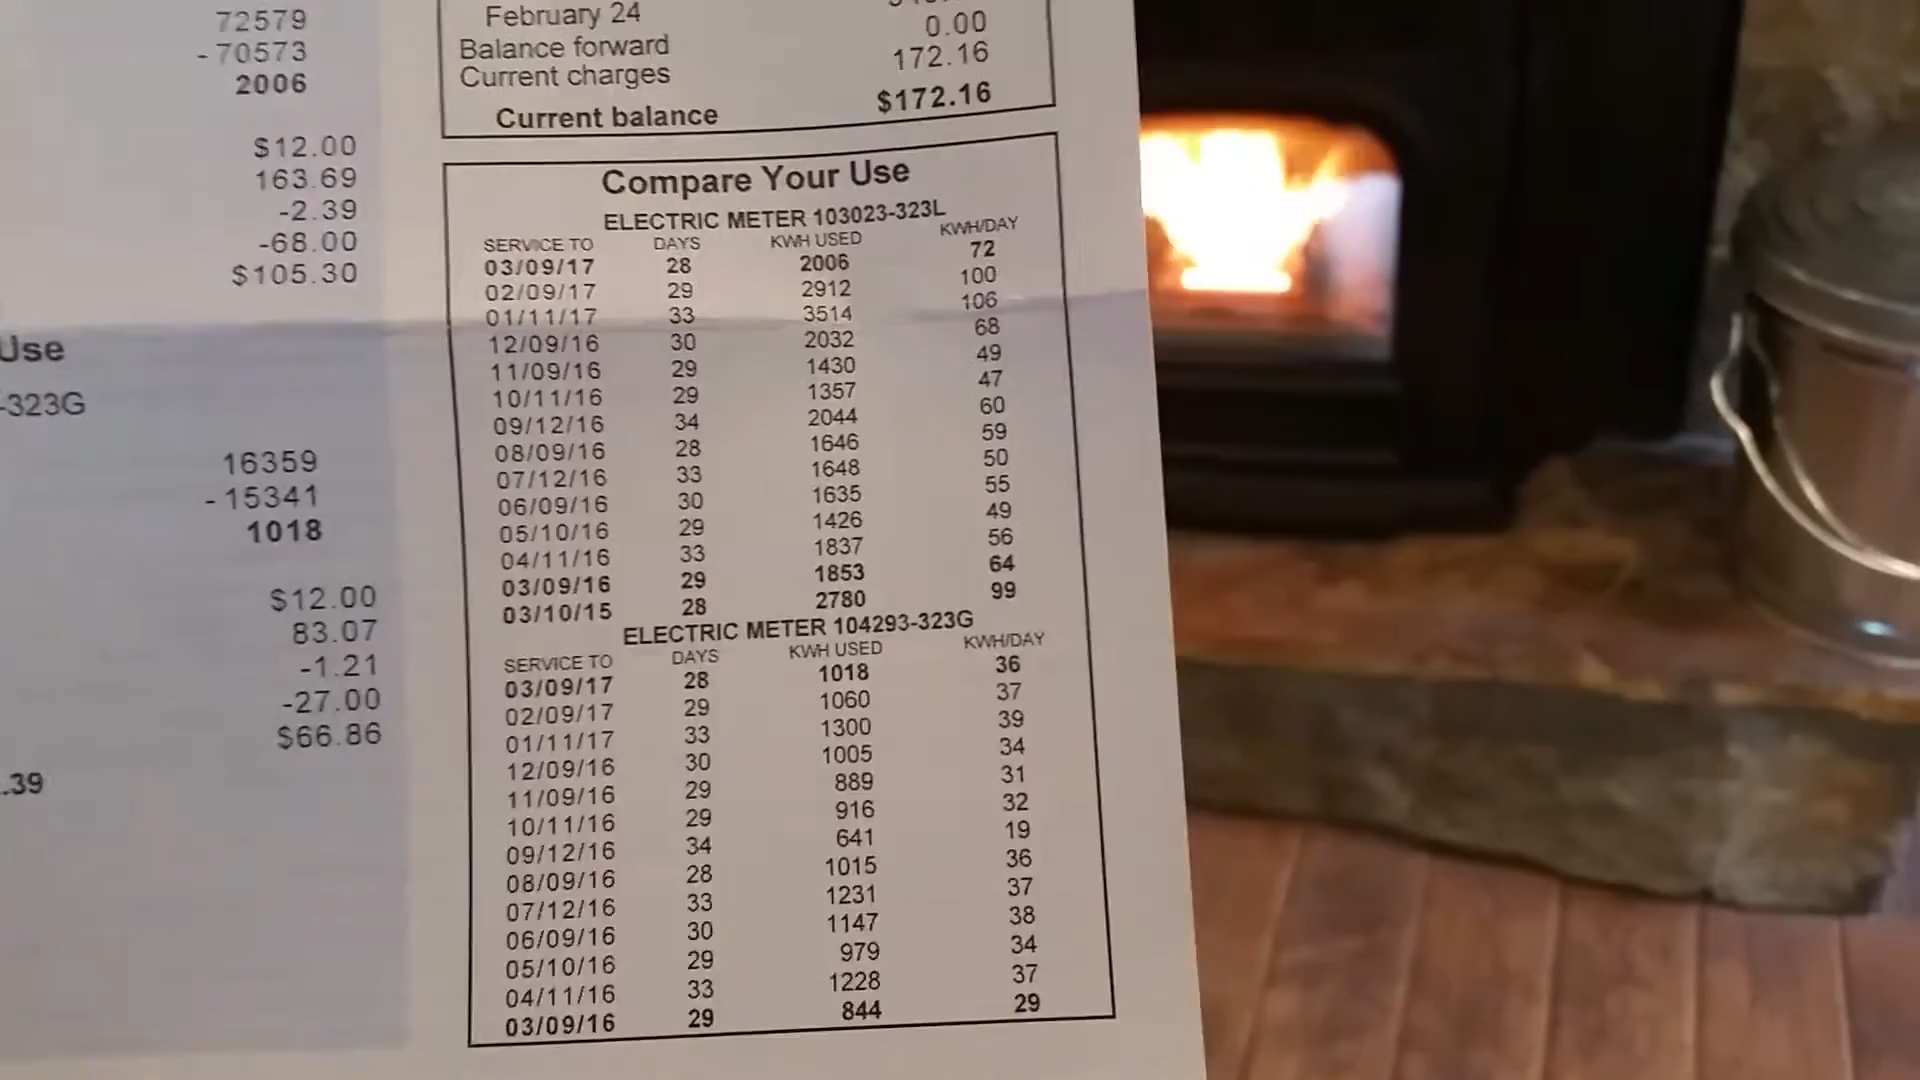 72579
-70573
2006
$12.00
163.69
-2.39
-68.00
$105.30
Use
-323G
16359
-15341
1018
$12.00
83.07
-1.21
-27.00
$66.86
.39
February 24
Balance forward 0.00
Current charges 172.16
Current balance $172.16
Compare Your Use
ELECTRIC METER 103023-323L
SERVICE TO DAYS KWH USED KWH/DAY
03/09/17 28 2006 72
02/09/17 29 2912 100
01/11/17 33 3514 106
12/09/16 30 2032 68
11/09/16 29 1430 49
10/11/16 29 1357 47
09/12/16 34 2044 60
08/09/16 28 1646 59
07/12/16 33 1648 50
06/09/16 30 1635 55
05/10/16 29 1426 49
04/11/16 33 1837 56
03/09/16 29 1853 64
03/10/15 28 2780 99
ELECTRIC METER 104293-323G
SERVICE TO DAYS KWH USED KWH/DAY
03/09/17 28 1018 36
02/09/17 29 1060 37
01/11/17 33 1300 39
12/09/16 30 1005 34
11/09/16 29 889 31
10/11/16 29 916 32
09/12/16 34 641 19
08/09/16 28 1015 36
07/12/16 33 1231 37
06/09/16 30 1147 38
05/10/16 29 979 34
04/11/16 33 1228 37
03/09/16 29 844 29